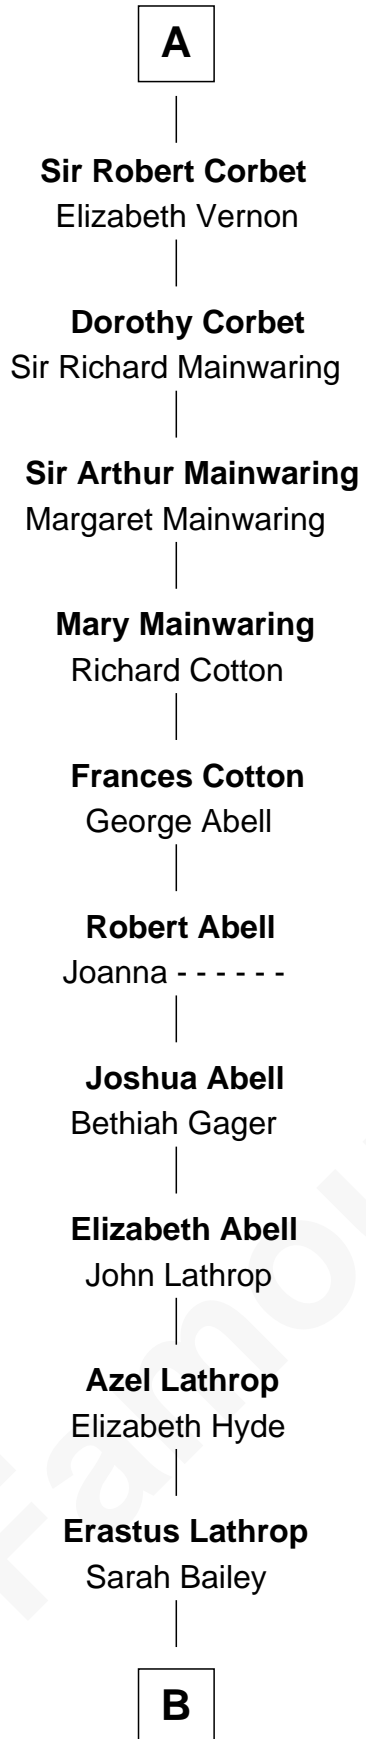 A
Sir Robert Corbet
Elizabeth Vernon
Dorothy Corbet
Sir Richard Mainwaring
Sir Arthur Mainwaring
Margaret Mainwaring
Mary Mainwaring
Richard Cotton
Frances Cotton
George Abell
Robert Abell
Joanna - - - - - -
Joshua Abell
Bethiah Gager
Elizabeth Abell
John Lathrop
Azel Lathrop
Elizabeth Hyde
Erastus Lathrop
Sarah Bailey
B